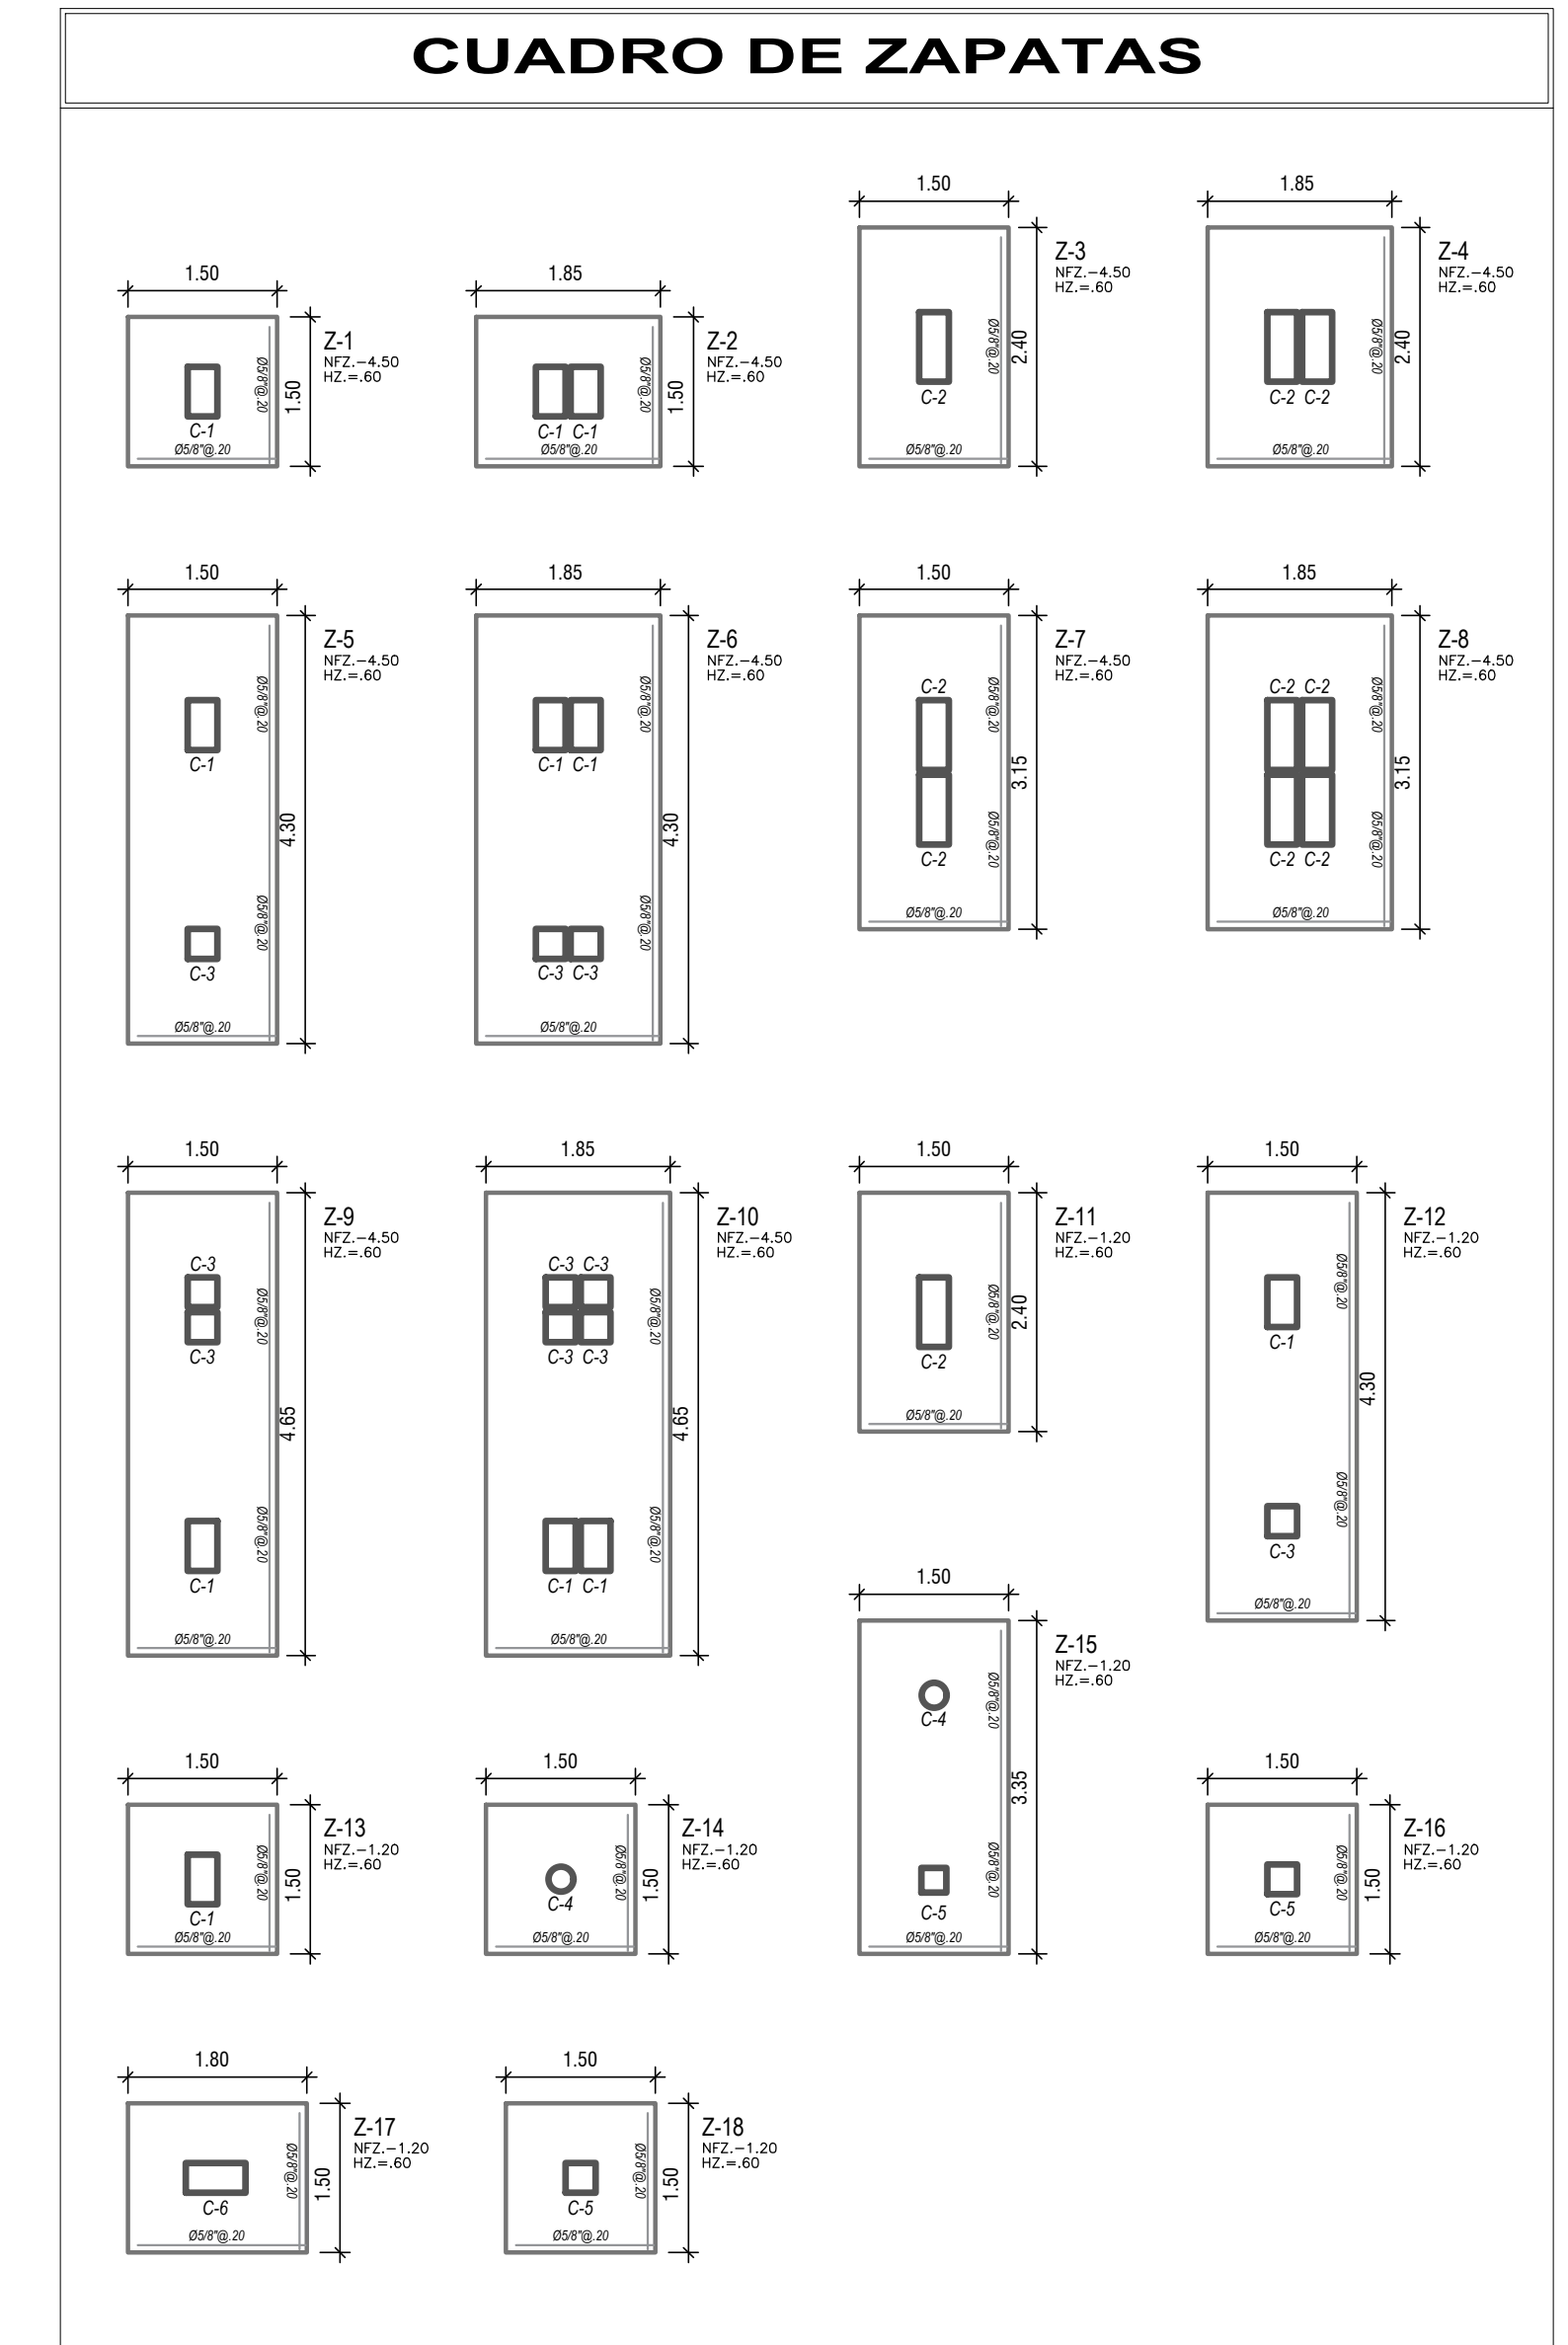 CUADRO DE ZAPATAS
1.50
Z-1
NFZ.-4.50
HZ.=.60
Ø5/8"@.20
1.50
C-1
Ø5/8"@.20
1.85
Z-2
NFZ.-4.50
HZ.=.60
Ø5/8"@.20
1.50
C-1 C-1
Ø5/8"@.20
1.50
Z-3
NFZ.-4.50
HZ.=.60
Ø5/8"@.20
2.40
C-2
Ø5/8"@.20
1.85
Z-4
NFZ.-4.50
HZ.=.60
Ø5/8"@.20
2.40
C-2 C-2
Ø5/8"@.20
1.50
Z-5
NFZ.-4.50
HZ.=.60
Ø5/8"@.20
C-1
4.30
Ø5/8"@.20
C-3
Ø5/8"@.20
1.85
Z-6
NFZ.-4.50
HZ.=.60
Ø5/8"@.20
C-1 C-1
4.30
Ø5/8"@.20
C-3 C-3
Ø5/8"@.20
1.50
Z-7
NFZ.-4.50
HZ.=.60
C-2
Ø5/8"@.20
3.15
Ø5/8"@.20
C-2
Ø5/8"@.20
1.85
Z-8
NFZ.-4.50
HZ.=.60
C-2 C-2
Ø5/8"@.20
3.15
Ø5/8"@.20
C-2 C-2
Ø5/8"@.20
1.50
Z-9
NFZ.-4.50
HZ.=.60
C-3
Ø5/8"@.20
C-3
4.65
Ø5/8"@.20
C-1
Ø5/8"@.20
1.85
Z-10
NFZ.-4.50
HZ.=.60
C-3 C-3
Ø5/8"@.20
C-3 C-3
4.65
Ø5/8"@.20
C-1 C-1
Ø5/8"@.20
1.50
Z-11
NFZ.-1.20
HZ.=.60
Ø5/8"@.20
2.40
C-2
Ø5/8"@.20
1.50
Z-12
NFZ.-1.20
HZ.=.60
Ø5/8"@.20
C-1
4.30
Ø5/8"@.20
C-3
Ø5/8"@.20
1.50
Z-13
NFZ.-1.20
HZ.=.60
Ø5/8"@.20
1.50
C-1
Ø5/8"@.20
1.50
Z-14
NFZ.-1.20
HZ.=.60
Ø5/8"@.20
1.50
C-4
Ø5/8"@.20
1.50
Z-15
NFZ.-1.20
HZ.=.60
Ø5/8"@.20
C-4
3.35
Ø5/8"@.20
C-5
Ø5/8"@.20
1.50
Z-16
NFZ.-1.20
HZ.=.60
Ø5/8"@.20
1.50
C-5
Ø5/8"@.20
1.80
Z-17
NFZ.-1.20
HZ.=.60
Ø5/8"@.20
1.50
C-6
Ø5/8"@.20
1.50
Z-18
NFZ.-1.20
HZ.=.60
Ø5/8"@.20
1.50
C-5
Ø5/8"@.20